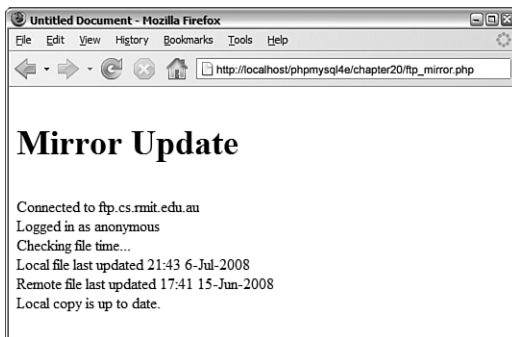 Untitled Document - Mozilla Firefox
File Edit View History Bookmarks Tools Help
http://localhost/phpmysql4e/chapter20/ftp_mirror.php
Mirror Update
Connected to ftp.cs.rmit.edu.au
Logged in as anonymous
Checking file time...
Local file last updated 21:43 6-Jul-2008
Remote file last updated 17:41 15-Jun-2008
Local copy is up to date.